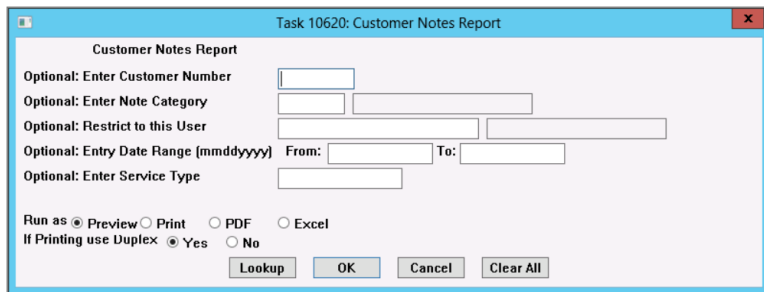 Task 10620: Customer Notes Report
x
Customer Notes Report
Optional: Enter Customer Number
Optional: Enter Note Category
Optional: Restrict to this User
Optional: Entry Date Range (mmddyyyy) From: To:
Optional: Enter Service Type
Run as Preview Print PDF Excel
If Printing use Duplex Yes No
Lookup OK Cancel Clear All